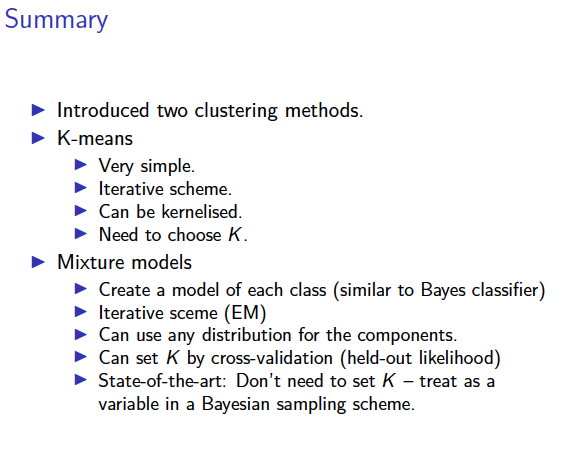 Summary
Introduced two clustering methods.
K-means
Very simple.
Iterative scheme.
Can be kernelised.
Need to choose K.
Mixture models
Create a model of each class (similar to Bayes classifier)
Iterative sceme (EM)
Can use any distribution for the components.
Can set K by cross-validation (held-out likelihood)
State-of-the-art: Don't need to set K – treat as a
variable in a Bayesian sampling scheme.